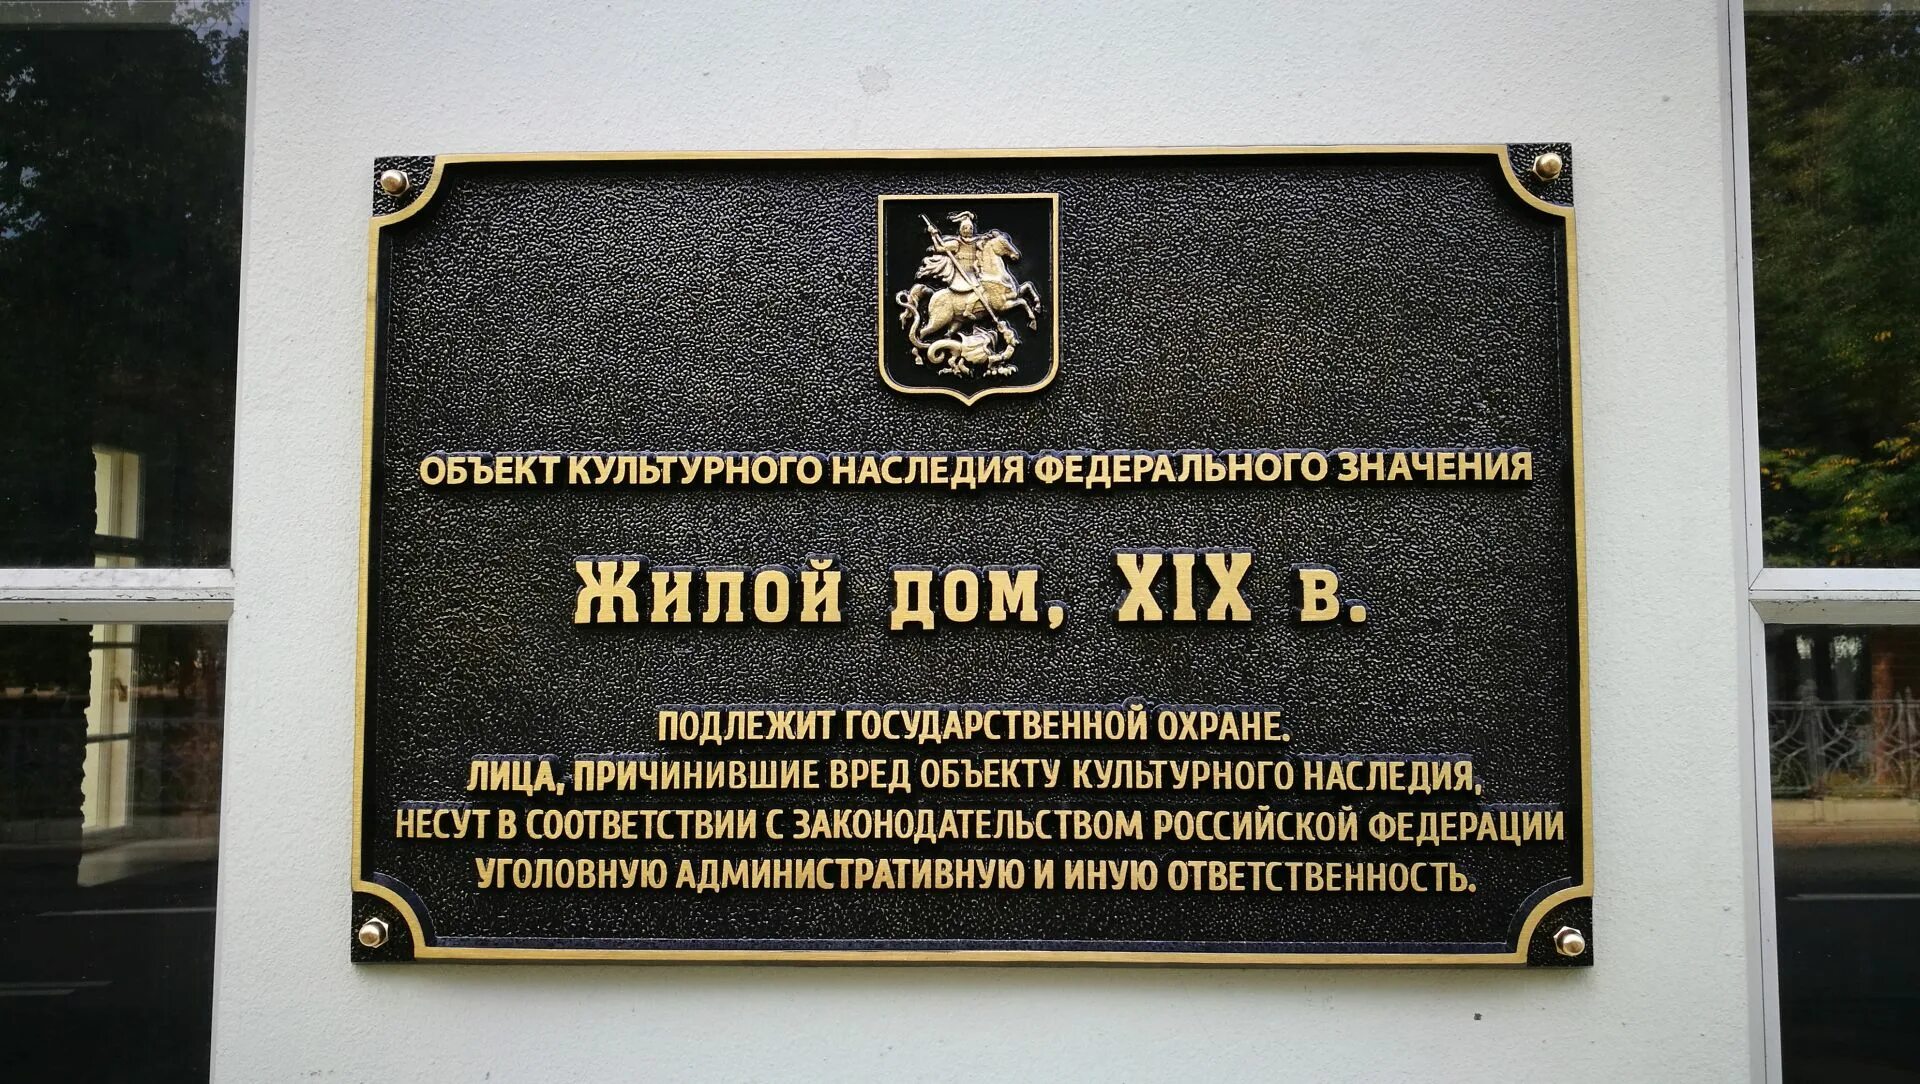 ОБЪЕКТ КУЛЬТУРНОГО НАСЛЕДИЯ ФЕДЕРАЛЬНОГО ЗНАЧЕНИЯ
Жилой дом, XIX в.
ПОДЛЕЖИТ ГОСУДАРСТВЕННОЙ ОХРАНЕ.
ЛИЦА, ПРИЧИНИВШИЕ ВРЕД ОБЪЕКТУ КУЛЬТУРНОГО НАСЛЕДИЯ,
НЕСУТ В СООТВЕТСТВИИ С ЗАКОНОДАТЕЛЬСТВОМ РОССИЙСКОЙ ФЕДЕРАЦИИ
УГОЛОВНУЮ АДМИНИСТРАТИВНУЮ И ИНУЮ ОТВЕТСТВЕННОСТЬ.